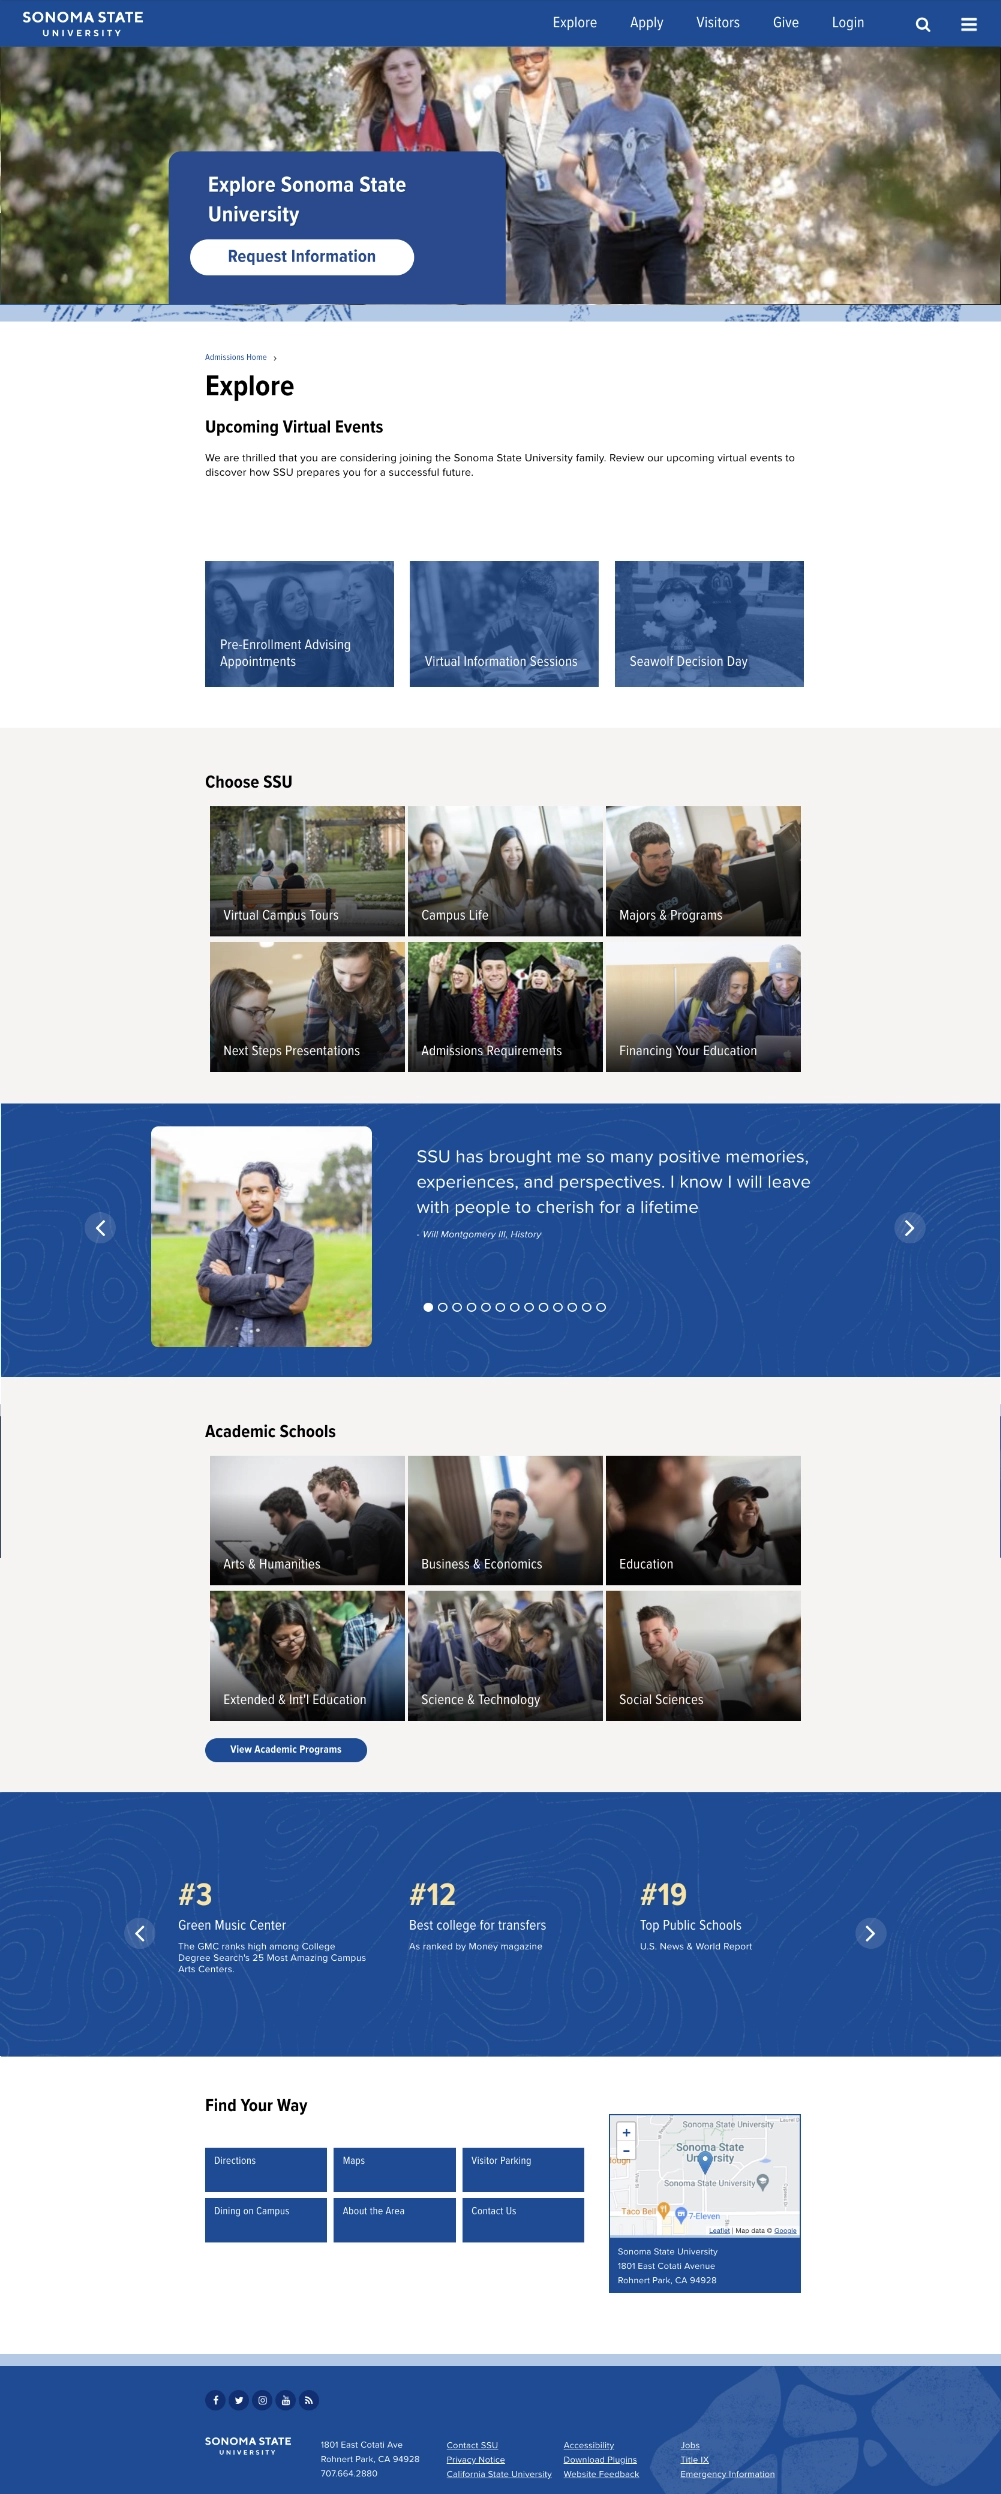 SONOMA STATE
UNIVERSITY
Explore Apply Visitors Give Login
Explore Sonoma State
University
Request Information
Admissions Home ›
Explore
Upcoming Virtual Events
We are thrilled that you are considering joining the Sonoma State University family. Review our upcoming virtual events to
discover how SSU prepares you for a successful future.
Pre-Enrollment Advising
Appointments
Virtual Information Sessions
Seawolf Decision Day
Choose SSU
Virtual Campus Tours
Campus Life
Majors & Programs
Next Steps Presentations
Admissions Requirements
Financing Your Education
SSU has brought me so many positive memories,
experiences, and perspectives. I know I will leave
with people to cherish for a lifetime
- Will Montgomery III, History
Academic Schools
Arts & Humanities
Business & Economics
Education
Extended & Int'l Education
Science & Technology
Social Sciences
View Academic Programs
#3
Green Music Center
The GMC ranks high among College
Degree Search's 25 Most Amazing Campus
Arts Centers.
#12
Best college for transfers
As ranked by Money magazine
#19
Top Public Schools
U.S. News & World Report
Find Your Way
Directions
Maps
Visitor Parking
Dining on Campus
About the Area
Contact Us
+
−
Sonoma State University
Sonoma State
University
Sonoma State University
Taco Bell
7-Eleven
Leaflet | Map data © Google
Sonoma State University
1801 East Cotati Avenue
Rohnert Park, CA 94928
SONOMA STATE
UNIVERSITY
1801 East Cotati Ave
Rohnert Park, CA 94928
707.664.2880
Contact SSU
Privacy Notice
California State University
Accessibility
Download Plugins
Website Feedback
Jobs
Title IX
Emergency Information